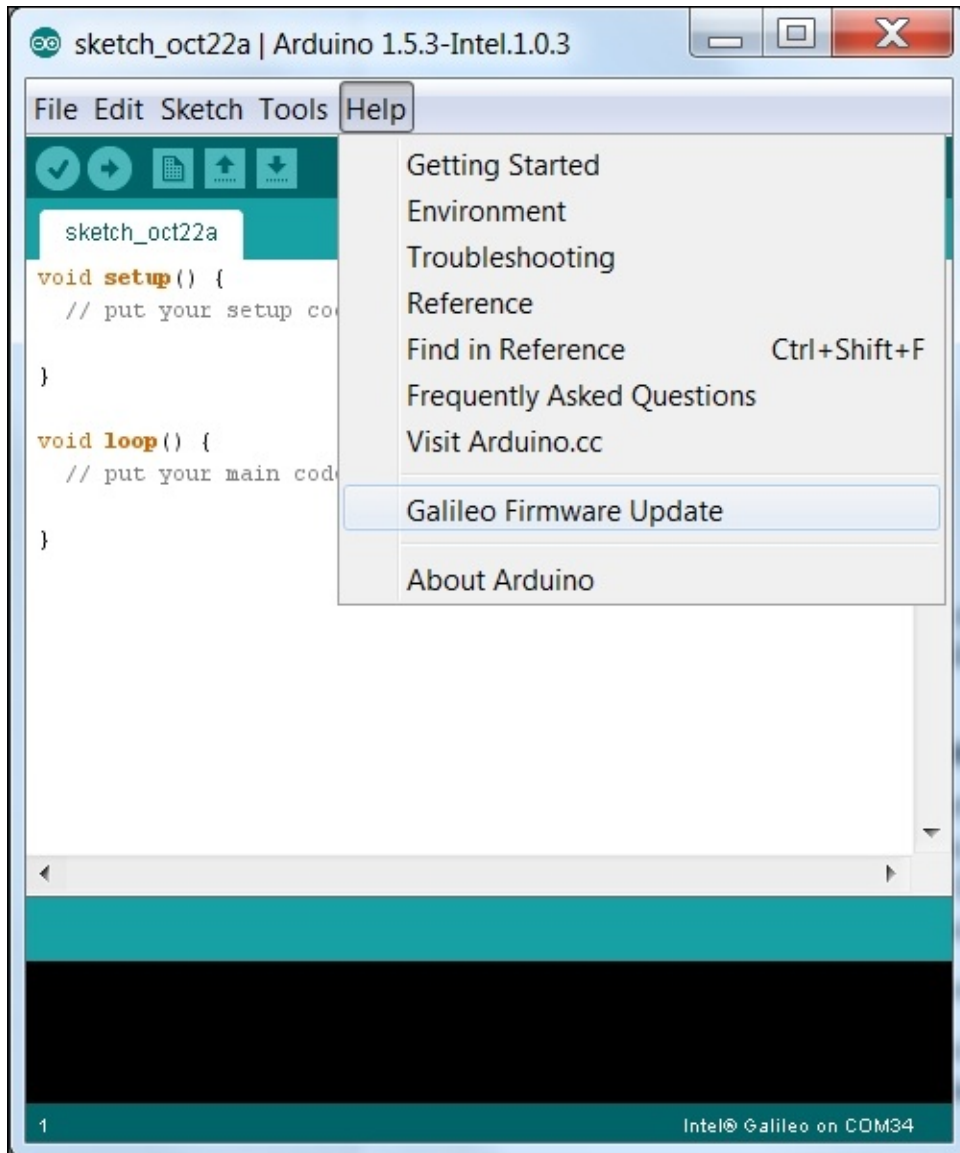 sketch_oct22a | Arduino 1.5.3-Intel.1.0.3
File Edit Sketch Tools Help
Getting Started
Environment
Troubleshooting
Reference
Find in Reference Ctrl+Shift+F
Frequently Asked Questions
Visit Arduino.cc
Galileo Firmware Update
About Arduino
sketch_oct22a
void setup() {
// put your setup
}
void loop() {
// put your main
}
1 Intel® Galileo on COM34